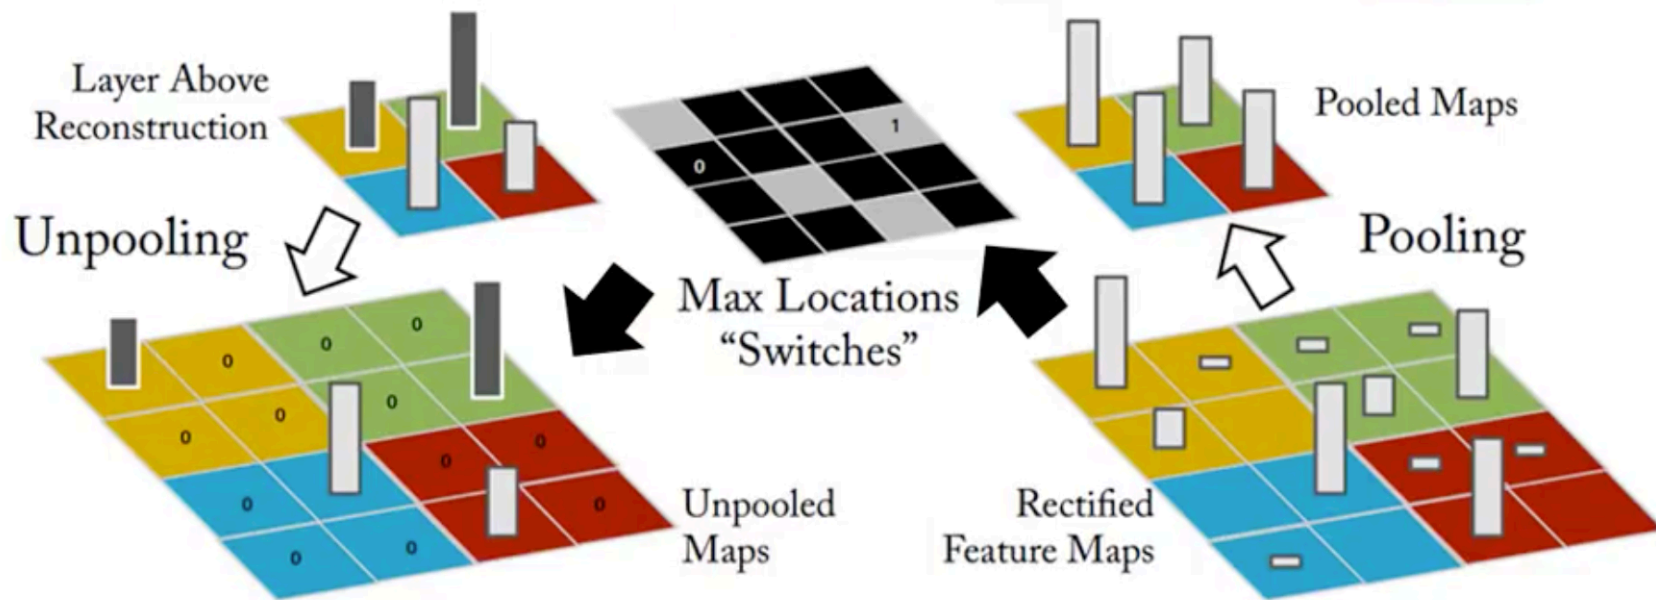 Layer Above
Reconstruction
Pooled Maps
1
0
Unpooling
Pooling
Max Locations
“Switches”
0
0
0
0
0
0
0
0
0
0
0
0
Unpooled
Maps
Rectified
Feature Maps